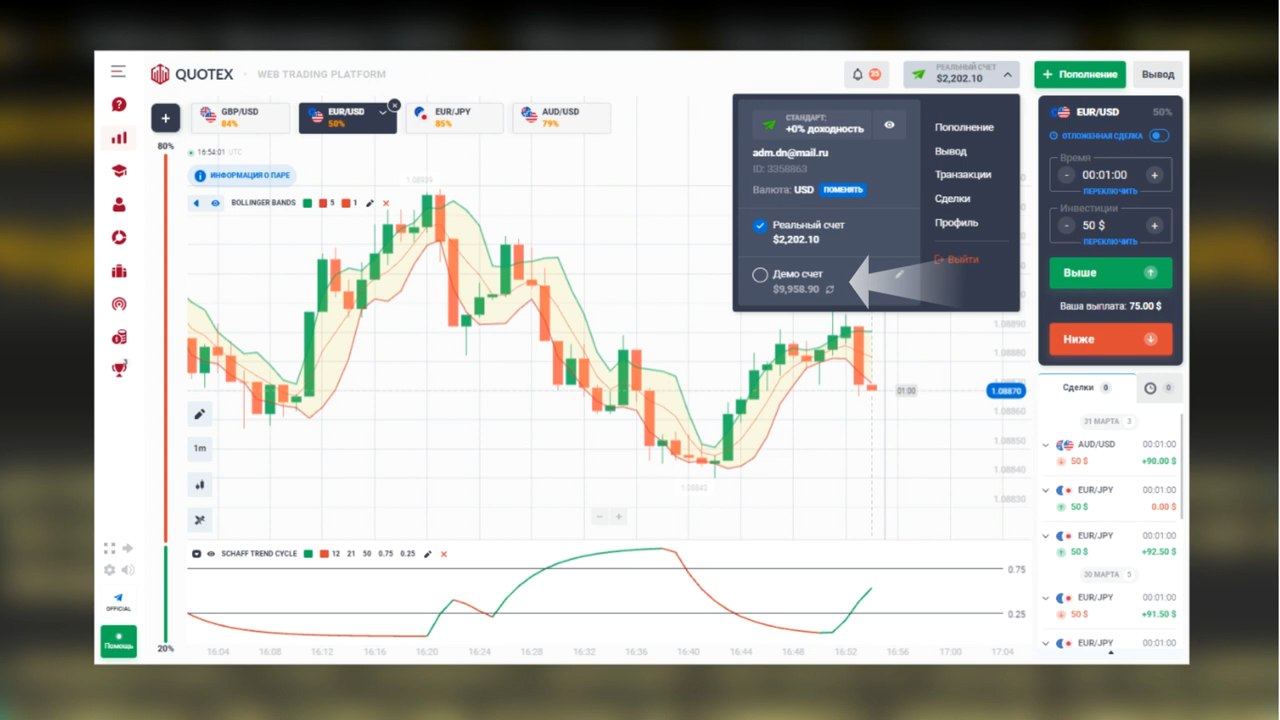 QUOTEX
WEB TRADING PLATFORM
35
РЕАЛЬНЫЙ СЧЕТ
$2,202.10
+ Пополнение
Вывод
+
GBP/USD
84%
EUR/USD
50%
EUR/JPY
85%
AUD/USD
79%
80%
16:54:01 UTC
ИНФОРМАЦИЯ О ПАРЕ
BOLLINGER BANDS 5 1
СТАНДАРТ:
+0% доходность
adm.dn@mail.ru
ID: 3358863
Валюта: USD ПОМЕНЯТЬ
Реальный счет
$2,202.10
Демо счет
$9,958.90
Пополнение
Вывод
Транзакции
Сделки
Профиль
Выйти
EUR/USD 50%
ОТЛОЖЕННАЯ СДЕЛКА
Время
- 00:01:00 +
ПЕРЕКЛЮЧИТЬ
Инвестиции
- 50 $ +
ПЕРЕКЛЮЧИТЬ
Выше
Ваша выплата: 75.00 $
Ниже
1.08890
1.08880
01:00
1.08870
1.08860
1.08850
1.08840
1.08830
1.08840
1m
− +
Сделки 0
0
31 МАРТА 3
AUD/USD 00:01:00
50 $ +90.00 $
EUR/JPY 00:01:00
50 $ 0.00 $
EUR/JPY 00:01:00
50 $ +92.50 $
30 МАРТА 5
EUR/JPY 00:01:00
50 $ +91.50 $
EUR/JPY 00:01:00
3
OFFICIAL
Помощь
SCHAFF TREND CYCLE 12 21 50 0.75 0.25
0.75
0.25
20%
16:04 16:08 16:12 16:16 16:20 16:24 16:28 16:32 16:36 16:40 16:44 16:48 16:52 16:56 17:00 17:04